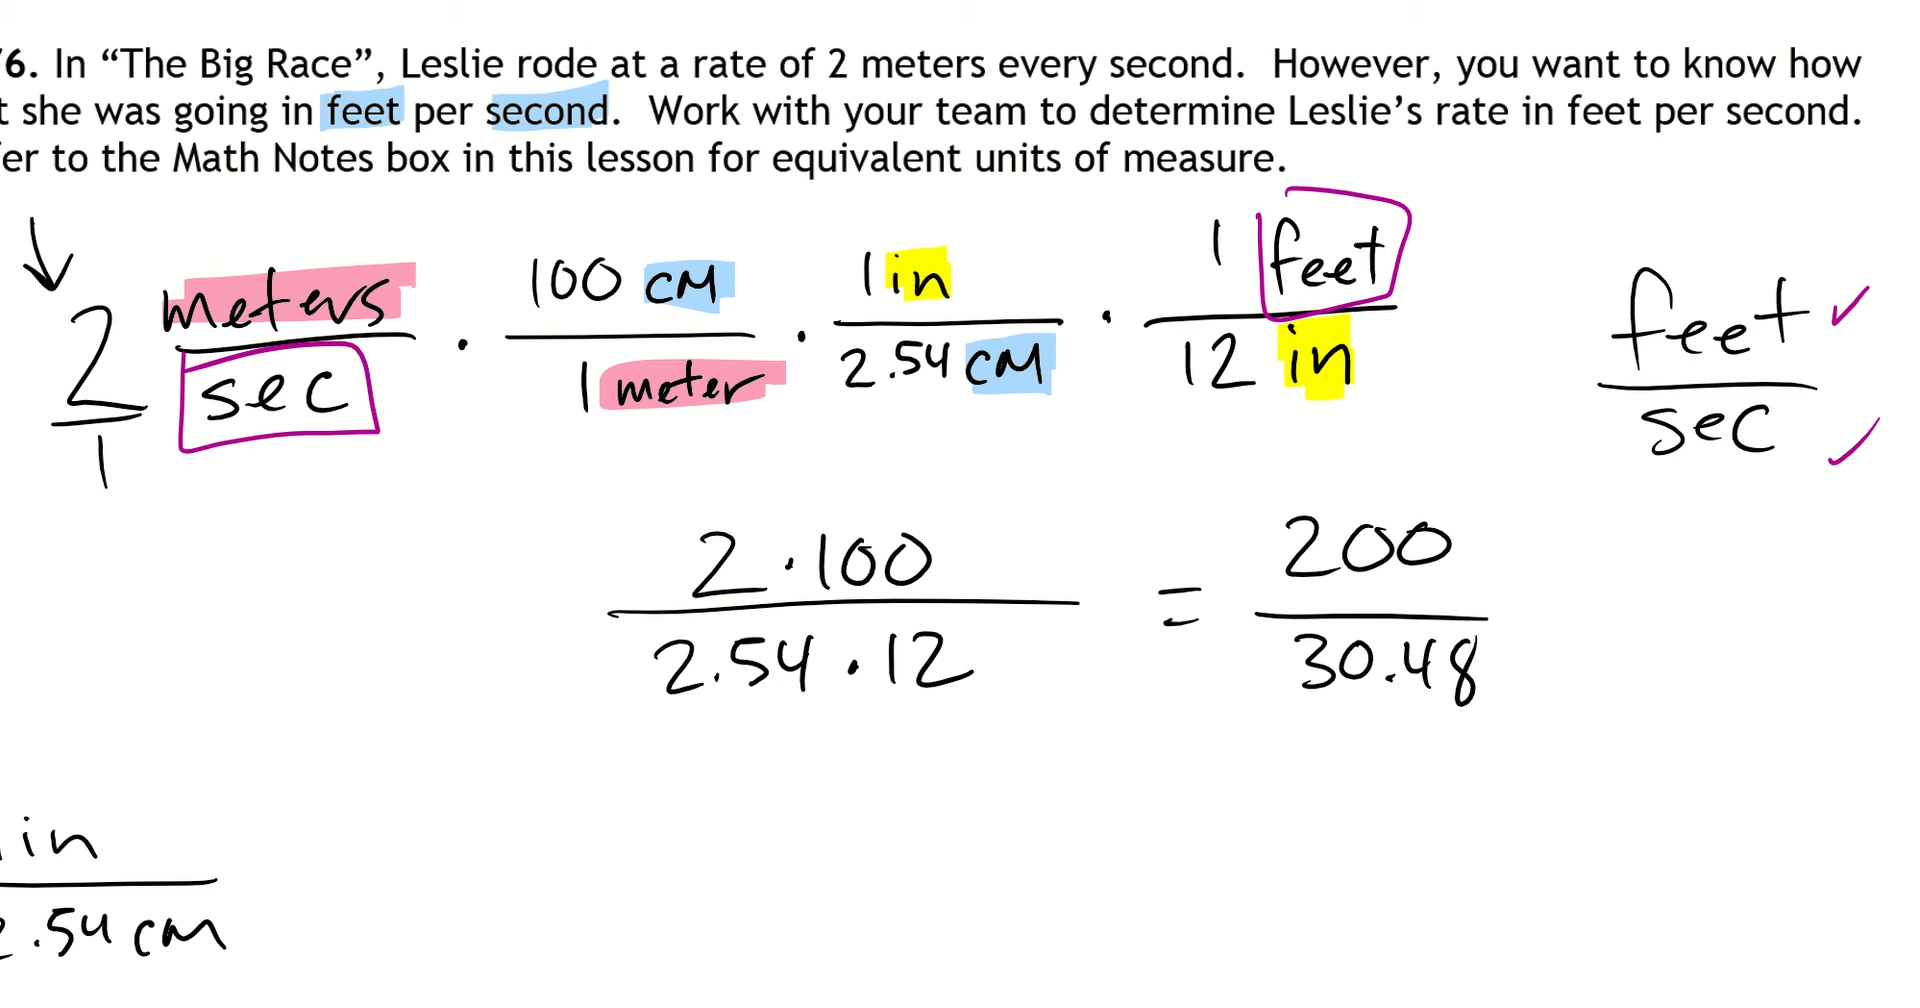 6. In “The Big Race”, Leslie rode at a rate of 2 meters every second. However, you want to know how
t she was going in feet per second. Work with your team to determine Leslie’s rate in feet per second.
er to the Math Notes box in this lesson for equivalent units of measure.
2/1 meters/sec · 100 cm/1 meter · 1 in/2.54 cm · 1 feet/12 in feet/sec
2 · 100 / 2.54 · 12 = 200 / 30.48
in
.54 cm